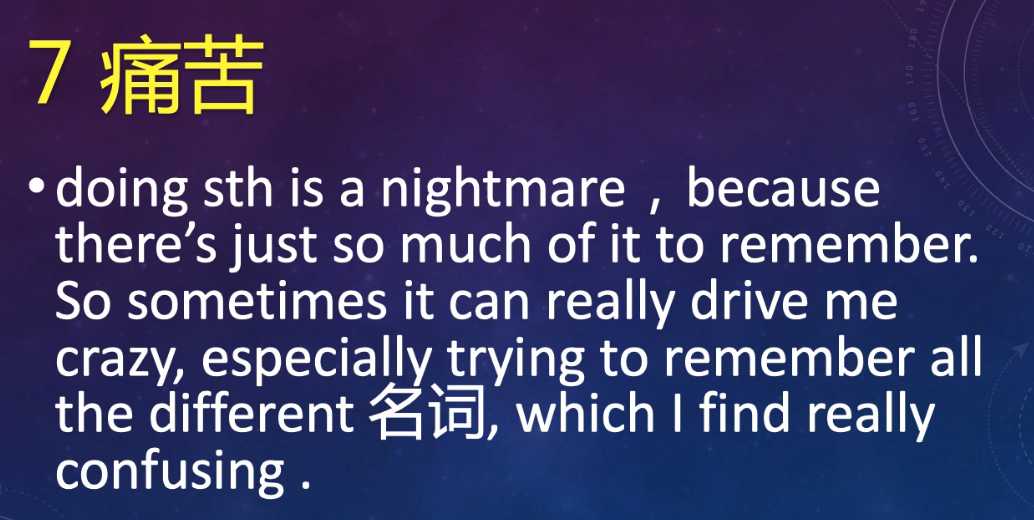 7 痛苦
• doing sth is a nightmare ，because
there’s just so much of it to remember.
So sometimes it can really drive me
crazy, especially trying to remember all
the different 名词, which I find really
confusing .